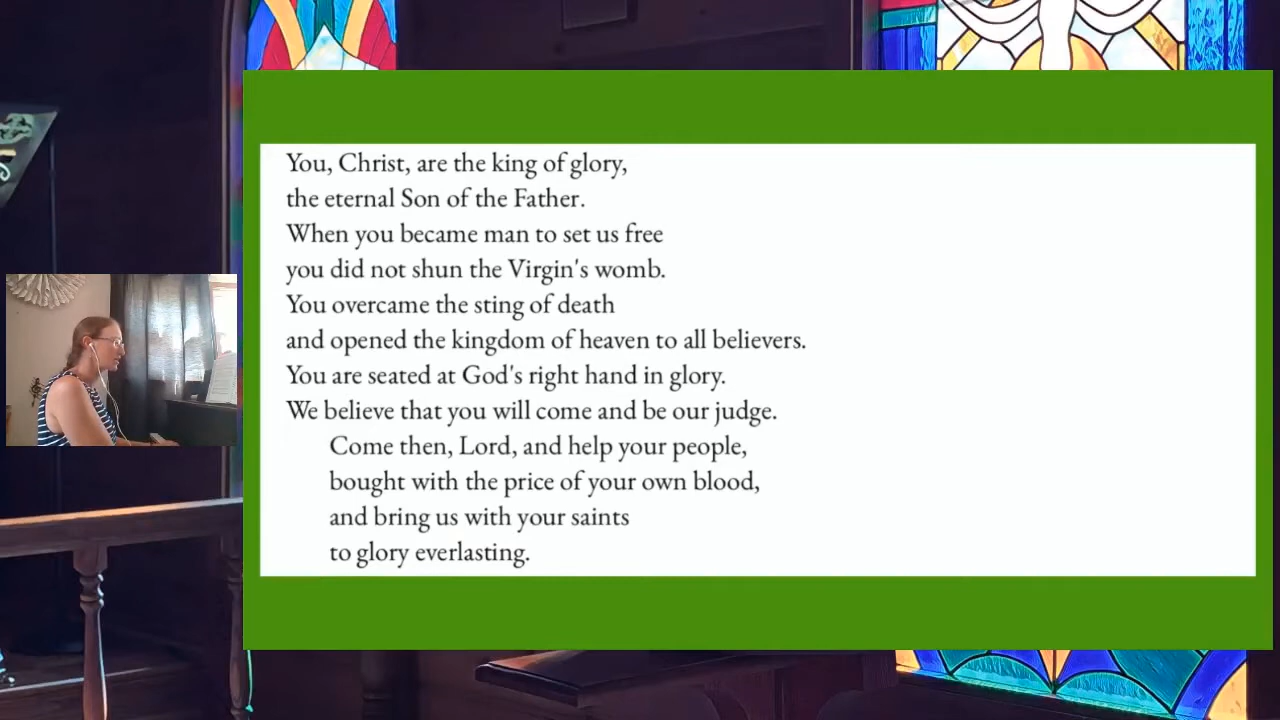 You, Christ, are the king of glory,
the eternal Son of the Father.
When you became man to set us free
you did not shun the Virgin's womb.
You overcame the sting of death
and opened the kingdom of heaven to all believers.
You are seated at God's right hand in glory.
We believe that you will come and be our judge.
Come then, Lord, and help your people,
bought with the price of your own blood,
and bring us with your saints
to glory everlasting.